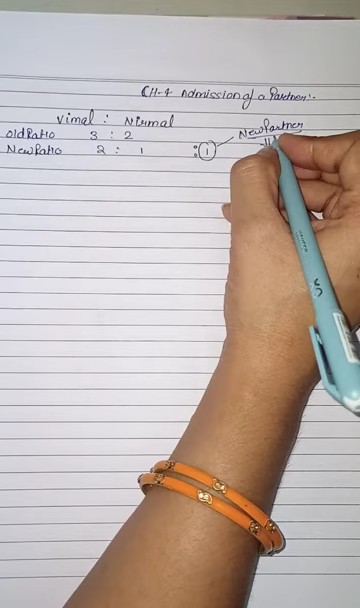 CH-4 Admission of a Partner:-
Vimal : Nirmal
Old Ratio 3 : 2
New Ratio 2 : 1 : 1 New Partner